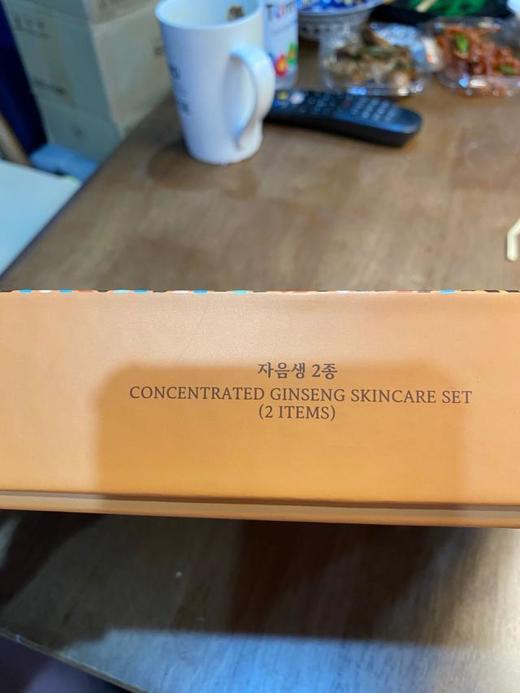 자음생 2종
CONCENTRATED GINSENG SKINCARE SET
(2 ITEMS)